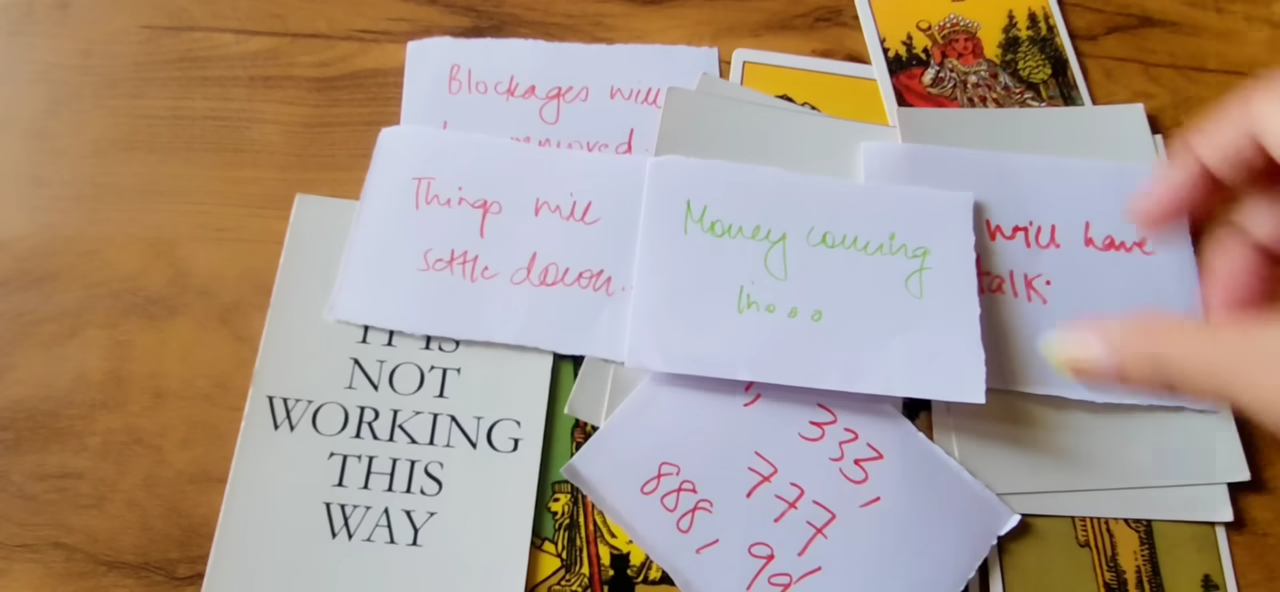 Blockages will
removed.
Things will
settle down.
Money coming
in...
will have
talk.
IT IS
NOT
WORKING
THIS
WAY
333,
777
888,